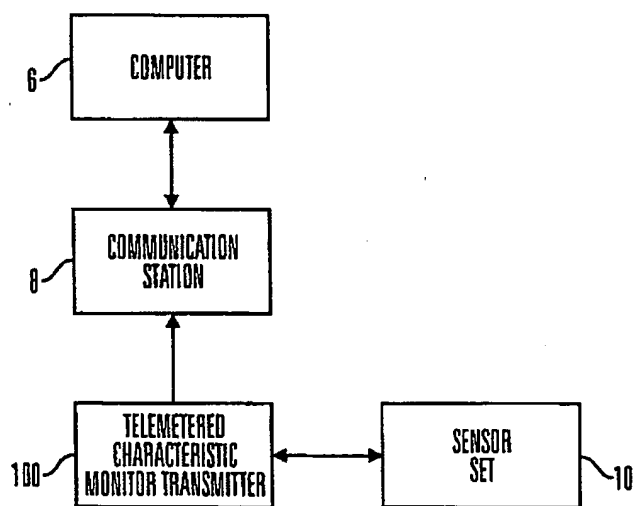 COMPUTER
6
COMMUNICATION
STATION
8
TELEMETERED
CHARACTERISTIC
MONITOR TRANSMITTER
100
SENSOR
SET
10